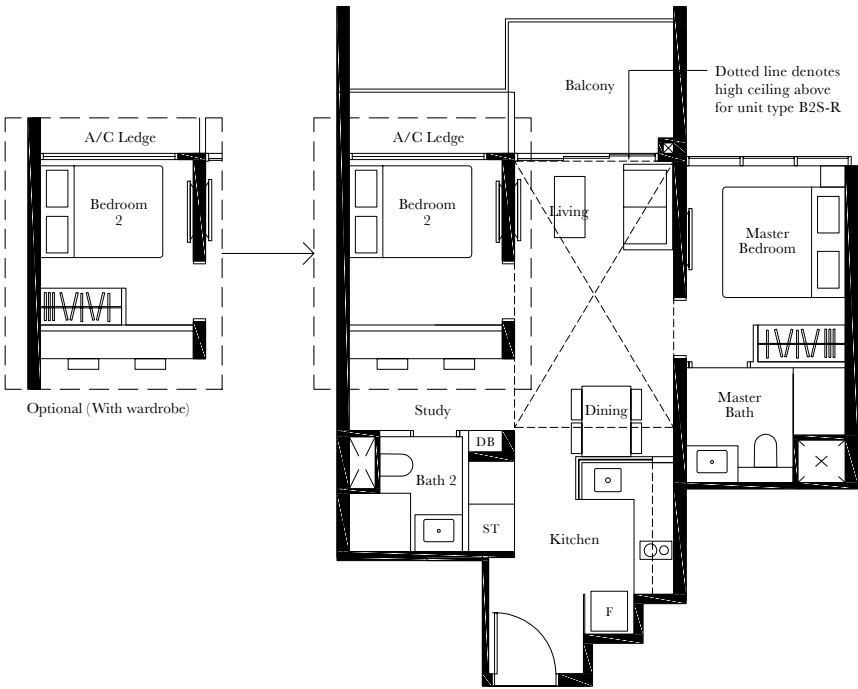 Balcony
Dotted line denotes
high ceiling above
for unit type B2S-R
A/C Ledge
A/C Ledge
Bedroom
2
Bedroom
2
Living
Master
Bedroom
Optional (With wardrobe)
Study
Dining
Master
Bath
DB
Bath 2
ST
Kitchen
F